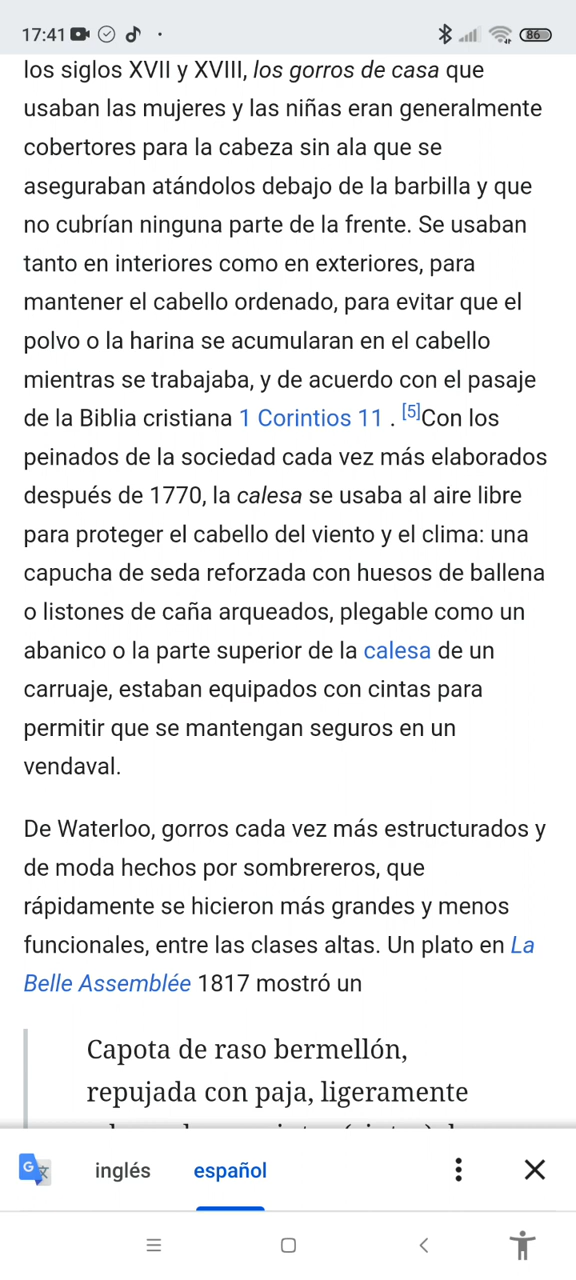 17:41
86
los siglos XVII y XVIII, los gorros de casa que
usaban las mujeres y las niñas eran generalmente
cobertores para la cabeza sin ala que se
aseguraban atándolos debajo de la barbilla y que
no cubrían ninguna parte de la frente. Se usaban
tanto en interiores como en exteriores, para
mantener el cabello ordenado, para evitar que el
polvo o la harina se acumularan en el cabello
mientras se trabajaba, y de acuerdo con el pasaje
de la Biblia cristiana 1 Corintios 11 . [5]Con los
peinados de la sociedad cada vez más elaborados
después de 1770, la calesa se usaba al aire libre
para proteger el cabello del viento y el clima: una
capucha de seda reforzada con huesos de ballena
o listones de caña arqueados, plegable como un
abanico o la parte superior de la calesa de un
carruaje, estaban equipados con cintas para
permitir que se mantengan seguros en un
vendaval.
De Waterloo, gorros cada vez más estructurados y
de moda hechos por sombrereros, que
rápidamente se hicieron más grandes y menos
funcionales, entre las clases altas. Un plato en La
Belle Assemblée 1817 mostró un
Capota de raso bermellón,
repujada con paja, ligeramente
inglés español